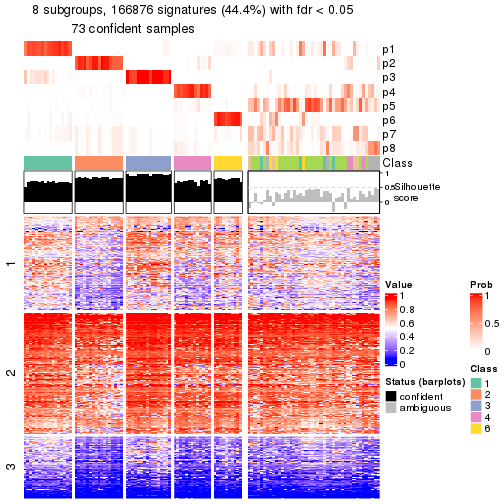 8 subgroups, 166876 signatures (44.4%) with fdr < 0.05
73 confident samples
p1
p2
p3
p4
p5
p6
p7
p8
Class
1
0.5
0
Silhouette
score
1
2
3
Value
1
0.8
0.6
0.4
0.2
0
Status (barplots)
confident
ambiguous
Prob
1
0.5
0
Class
1
2
3
4
6